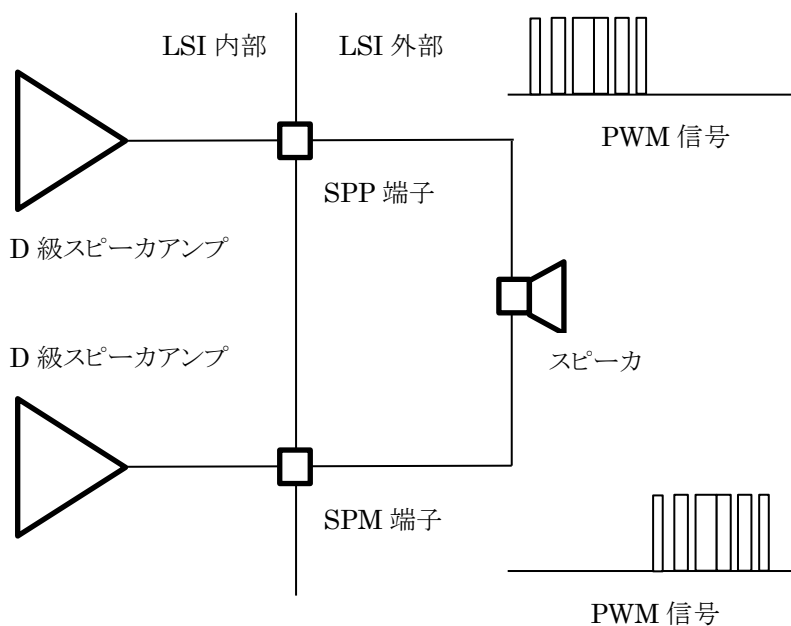 LSI 内部
LSI 外部
PWM 信号
SPP 端子
D 級スピーカアンプ
D 級スピーカアンプ
スピーカ
SPM 端子
PWM 信号